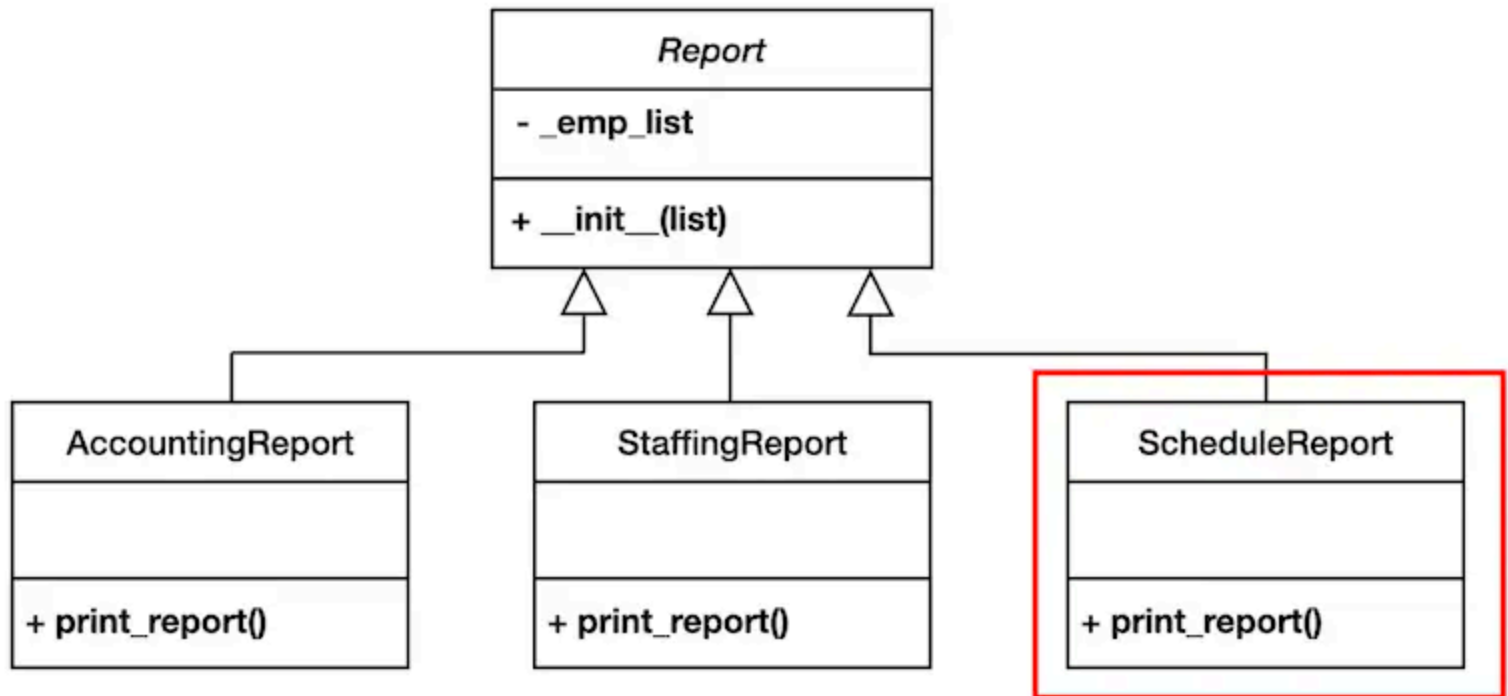 Report
- _emp_list
+ __init__(list)
AccountingReport
+ print_report()
StaffingReport
+ print_report()
ScheduleReport
+ print_report()